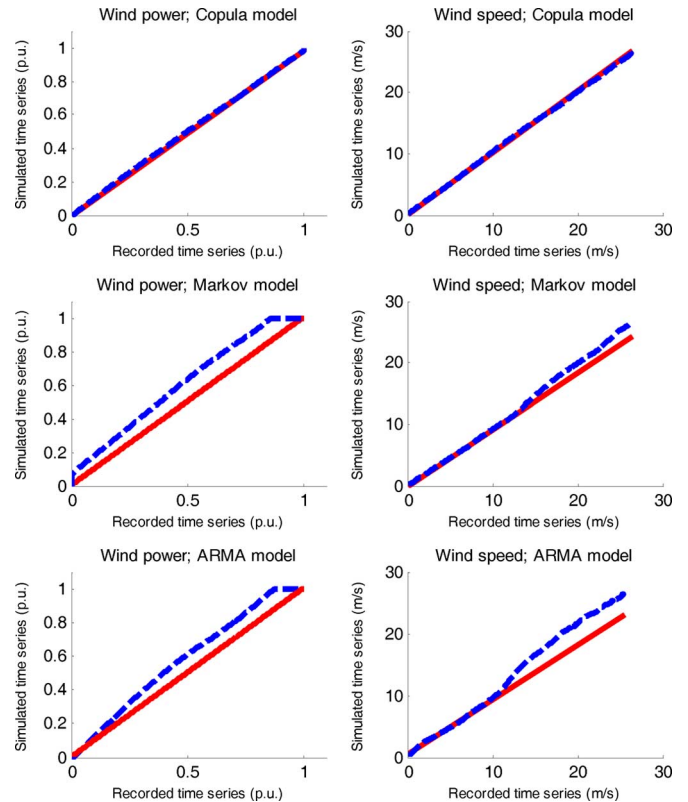 Wind power; Copula model
Simulated time series (p.u.)
1
0.8
0.6
0.4
0.2
0
0
0.5
1
Recorded time series (p.u.)
Wind speed; Copula model
Simulated time series (m/s)
30
20
10
0
0
10
20
30
Recorded time series (m/s)
Wind power; Markov model
Simulated time series (p.u.)
1
0.8
0.6
0.4
0.2
0
0
0.5
1
Recorded time series (p.u.)
Wind speed; Markov model
Simulated time series (m/s)
30
20
10
0
0
10
20
30
Recorded time series (m/s)
Wind power; ARMA model
Simulated time series (p.u.)
1
0.8
0.6
0.4
0.2
0
0
0.5
1
Recorded time series (p.u.)
Wind speed; ARMA model
Simulated time series (m/s)
30
20
10
0
0
10
20
30
Recorded time series (m/s)